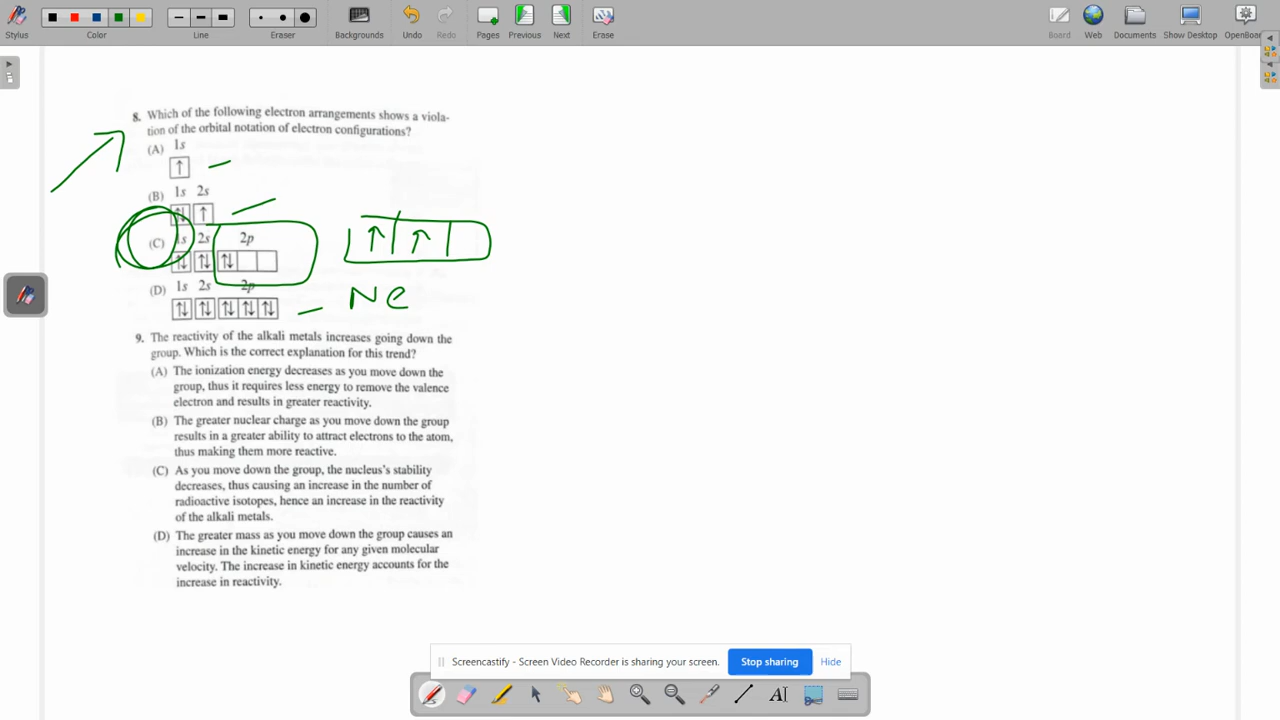 Stylus
Color
Line
Eraser
Backgrounds
Undo
Redo
Pages
Previous
Next
Erase
Board
Web
Documents
Show Desktop
OpenBoa
8. Which of the following electron arrangements shows a viola-
tion of the orbital notation of electron configurations?
(A) 1s
↑
(B) 1s 2s
↑↓ ↑
(C) 1s 2s 2p
↑↓ ↑↓ ↑↓
↑ ↑
(D) 1s 2s 2p
↑↓ ↑↓ ↑↓ ↑↓ ↑↓
Ne
9. The reactivity of the alkali metals increases going down the
group. Which is the correct explanation for this trend?
(A) The ionization energy decreases as you move down the
group, thus it requires less energy to remove the valence
electron and results in greater reactivity.
(B) The greater nuclear charge as you move down the group
results in a greater ability to attract electrons to the atom,
thus making them more reactive.
(C) As you move down the group, the nucleus's stability
decreases, thus causing an increase in the number of
radioactive isotopes, hence an increase in the reactivity
of the alkali metals.
(D) The greater mass as you move down the group causes an
increase in the kinetic energy for any given molecular
velocity. The increase in kinetic energy accounts for the
increase in reactivity.
Screencastify - Screen Video Recorder is sharing your screen.
Stop sharing
Hide